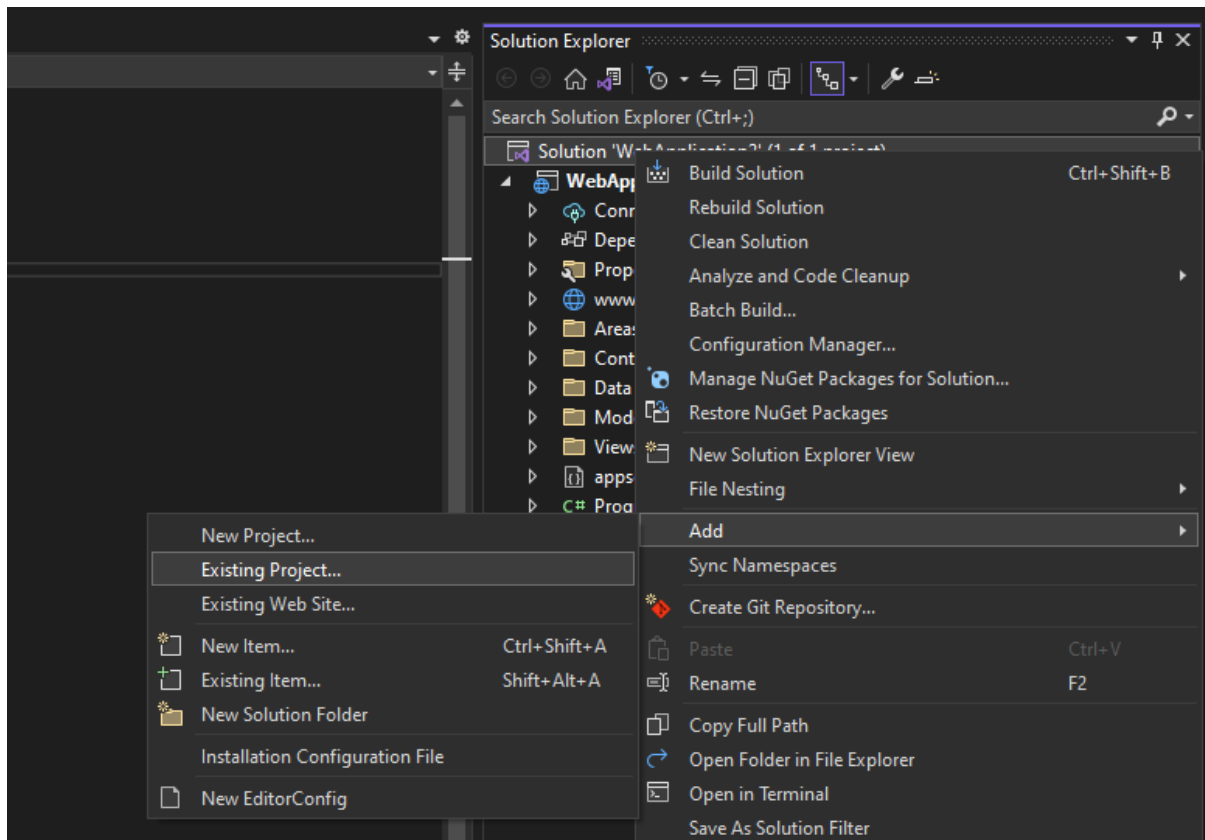 Solution Explorer
Search Solution Explorer (Ctrl+;)
Solution
Build Solution Ctrl+Shift+B
Rebuild Solution
Clean Solution
Analyze and Code Cleanup
Batch Build...
Configuration Manager...
Manage NuGet Packages for Solution...
Restore NuGet Packages
New Solution Explorer View
File Nesting
Data
C#
Add
Sync Namespaces
Create Git Repository...
Paste Ctrl+V
Rename F2
Copy Full Path
Open Folder in File Explorer
Open in Terminal
Save As Solution Filter
New Project...
Existing Project...
Existing Web Site...
New Item... Ctrl+Shift+A
Existing Item... Shift+Alt+A
New Solution Folder
Installation Configuration File
New EditorConfig